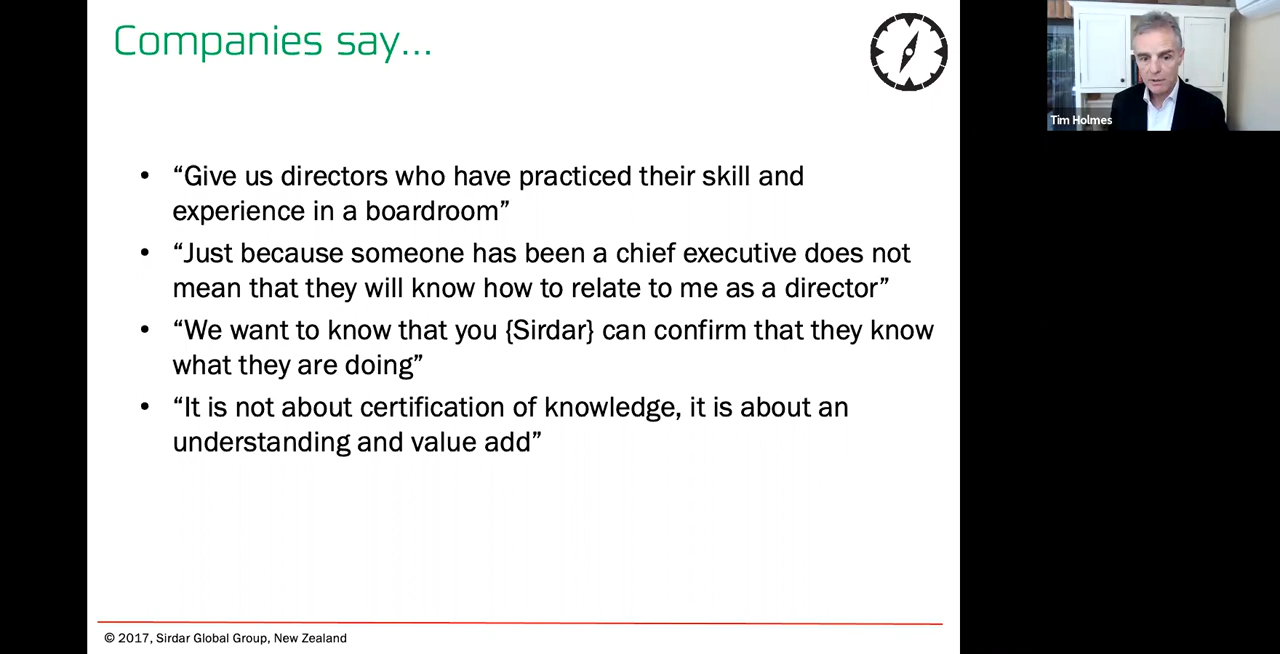 Companies say...
• “Give us directors who have practiced their skill and
experience in a boardroom”
• “Just because someone has been a chief executive does not
mean that they will know how to relate to me as a director”
• “We want to know that you {Sirdar} can confirm that they know
what they are doing”
• “It is not about certification of knowledge, it is about an
understanding and value add”
© 2017, Sirdar Global Group, New Zealand
Tim Holmes